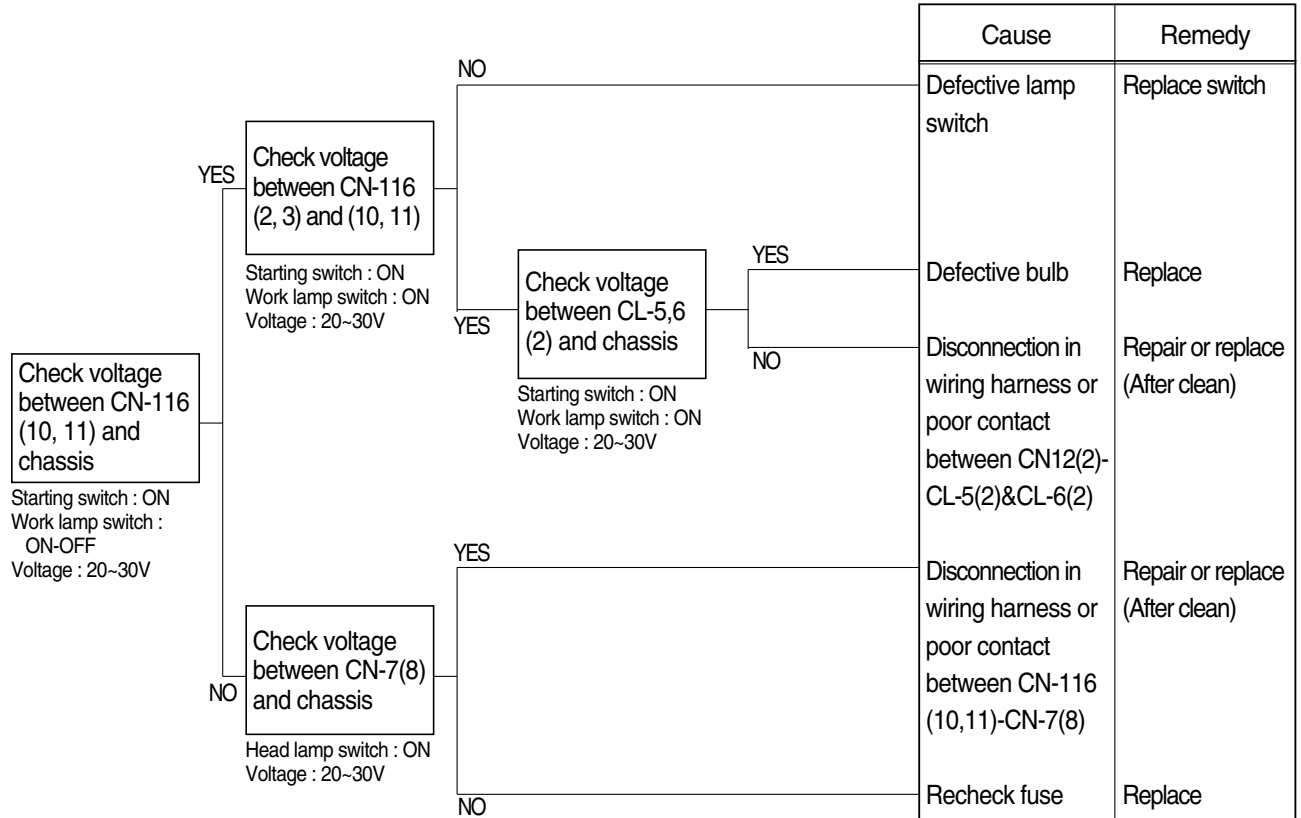 Cause
Remedy
NO
Defective lamp
switch
Replace switch
YES
Check voltage
between CN-116
(2, 3) and (10, 11)
Starting switch : ON
Work lamp switch : ON
Voltage : 20~30V
YES
Check voltage
between CL-5,6
(2) and chassis
Starting switch : ON
Work lamp switch : ON
Voltage : 20~30V
YES
Defective bulb
Replace
NO
Disconnection in
wiring harness or
poor contact
between CN12(2)-
CL-5(2)&CL-6(2)
Repair or replace
(After clean)
Check voltage
between CN-116
(10, 11) and
chassis
Starting switch : ON
Work lamp switch :
ON-OFF
Voltage : 20~30V
NO
Check voltage
between CN-7(8)
and chassis
Head lamp switch : ON
Voltage : 20~30V
YES
Disconnection in
wiring harness or
poor contact
between CN-116
(10,11)-CN-7(8)
Repair or replace
(After clean)
NO
Recheck fuse
Replace